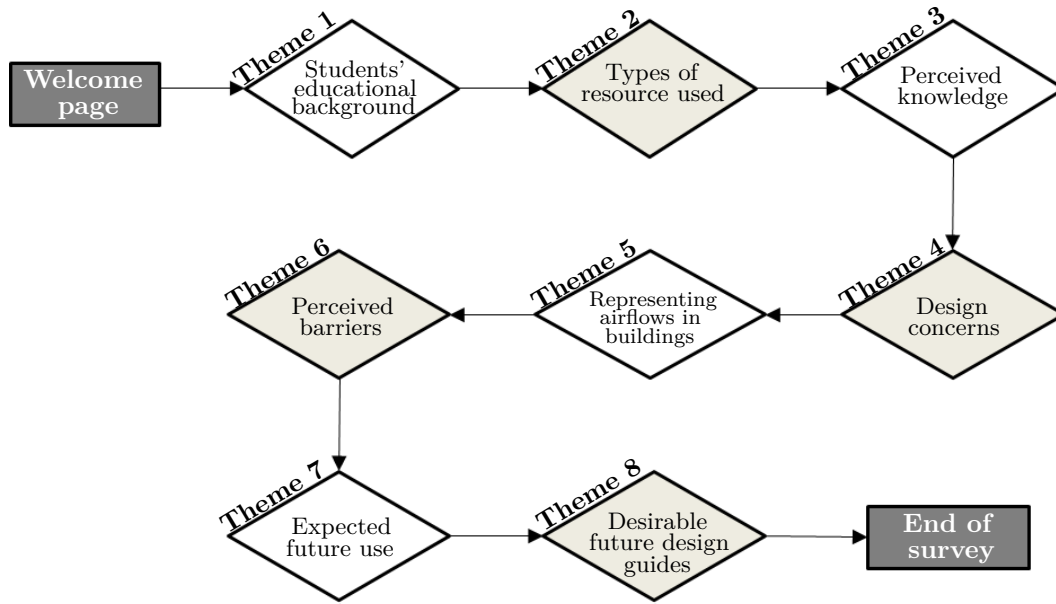 Welcome
page
Theme 1
Students'
educational
background
Theme 2
Types of
resource used
Theme 3
Perceived
knowledge
Theme 4
Design
concerns
Theme 5
Representing
airflows in
buildings
Theme 6
Perceived
barriers
Theme 7
Expected
future use
Theme 8
Desirable
future design
guides
End of
survey